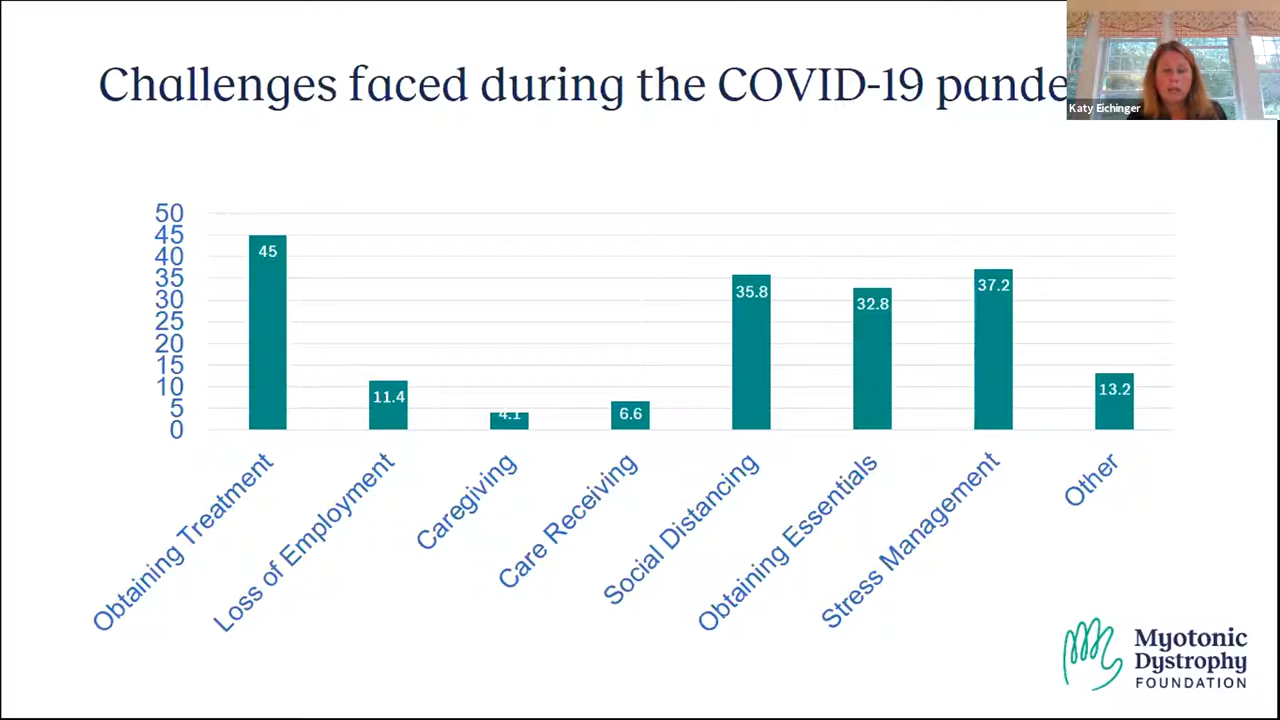 Challenges faced during the COVID-19 pande
Katy Eichinger
50
45
40
35
30
25
20
15
10
5
0
45
11.4
4.1
6.6
35.8
32.8
37.2
13.2
Obtaining Treatment
Loss of Employment
Caregiving
Care Receiving
Social Distancing
Obtaining Essentials
Stress Management
Other
Myotonic
Dystrophy
FOUNDATION